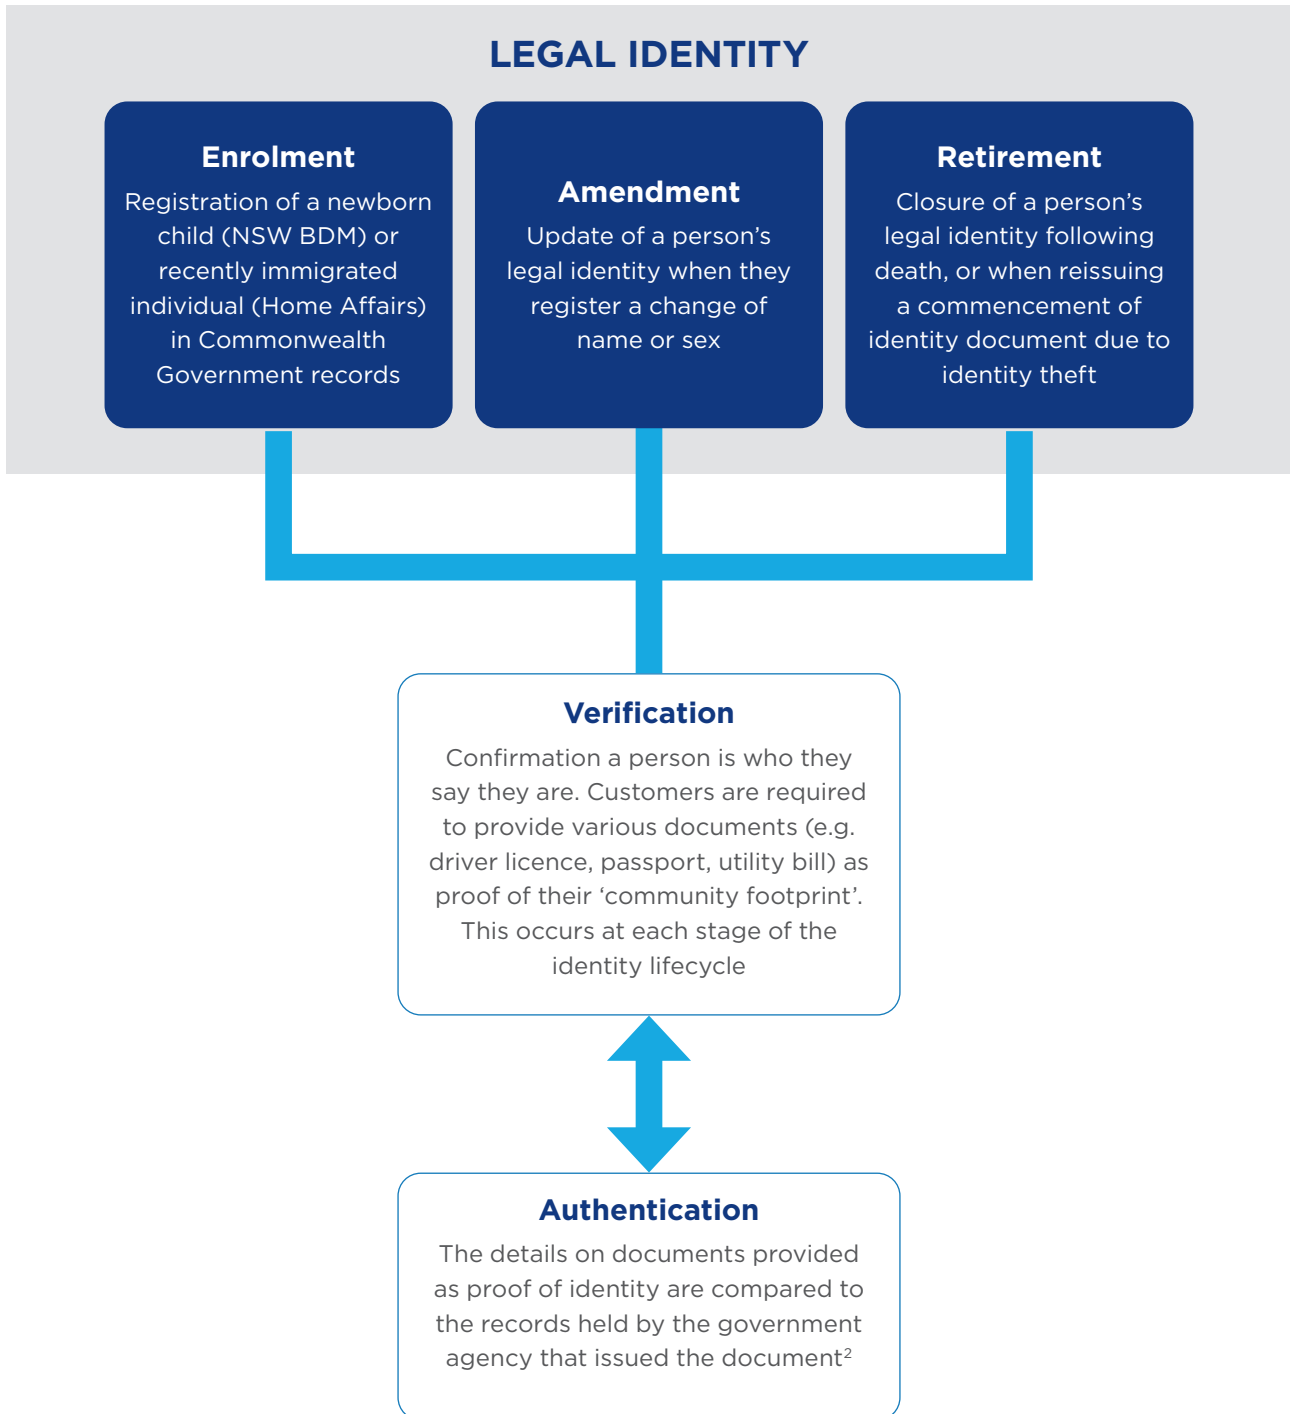 LEGAL IDENTITY
Enrolment
Registration of a newborn
child (NSW BDM) or
recently immigrated
individual (Home Affairs)
in Commonwealth
Government records
Amendment
Update of a person’s
legal identity when they
register a change of
name or sex
Retirement
Closure of a person’s
legal identity following
death, or when reissuing
a commencement of
identity document due to
identity theft
Verification
Confirmation a person is who they
say they are. Customers are required
to provide various documents (e.g.
driver licence, passport, utility bill) as
proof of their ‘community footprint’.
This occurs at each stage of the
identity lifecycle
Authentication
The details on documents provided
as proof of identity are compared to
the records held by the government
agency that issued the document²